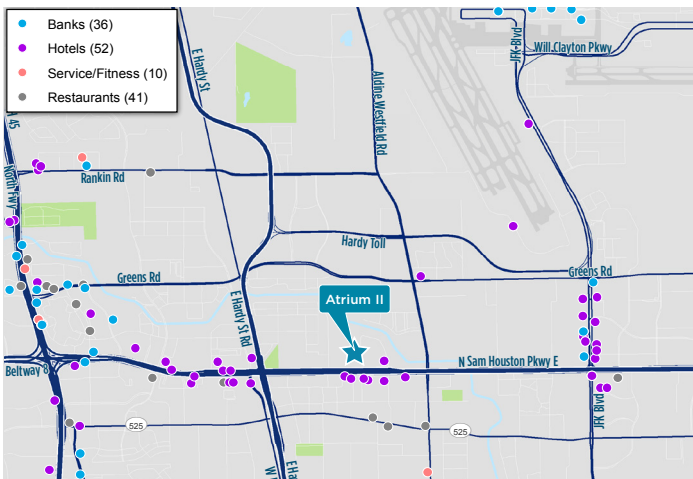 Banks (36)
Hotels (52)
Service/Fitness (10)
Restaurants (41)
E Hardy St
Aldine Westfield Rd
JFK Blvd
Will Clayton Pkwy
45
North Fwy
Rankin Rd
Hardy Toll
Greens Rd
Greens Rd
Atrium II
E Hardy St Rd
N Sam Houston Pkwy E
Beltway 8
JFK Blvd
525
525
E Ha
W